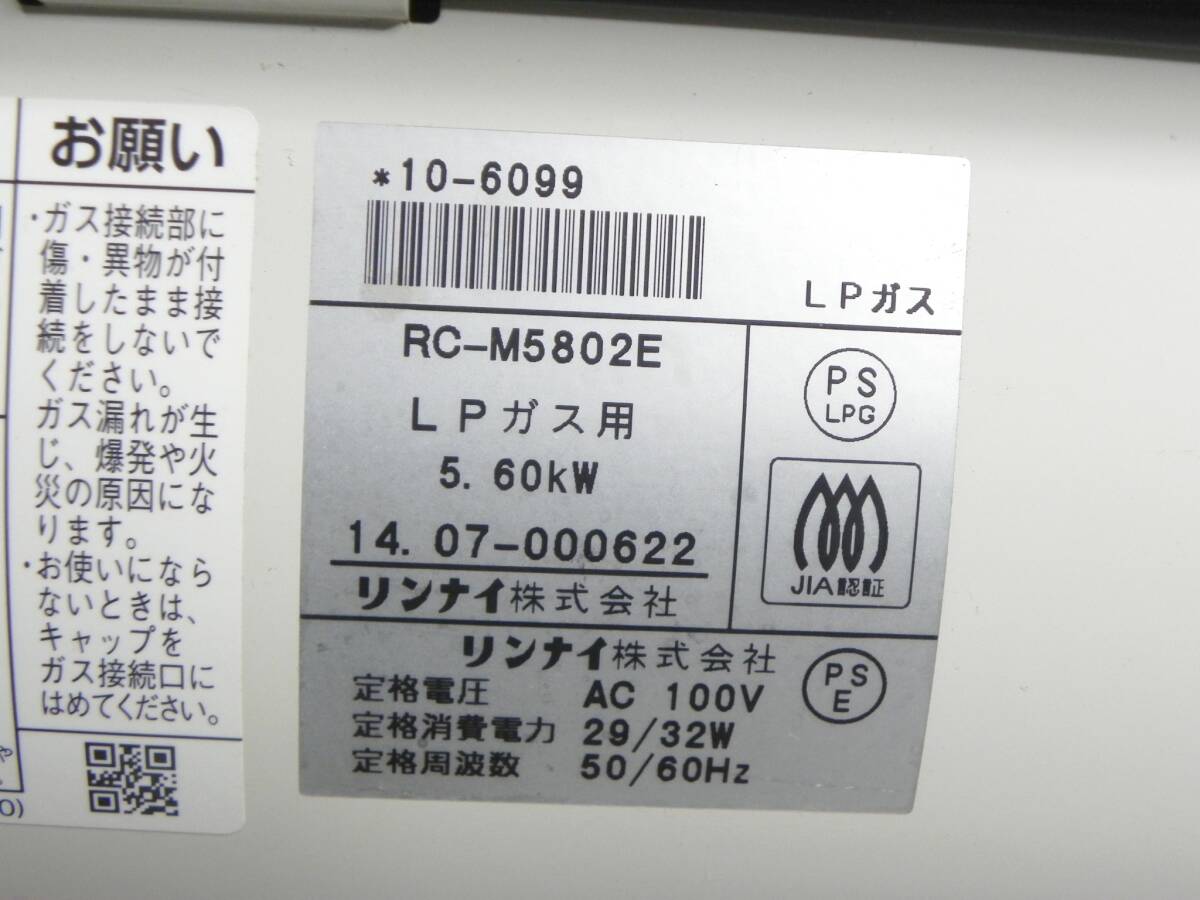 お願い
・ガス接続部に
傷・異物が付
着したまま接
続をしないで
ください。
ガス漏れが生
じ、爆発や火
災の原因にな
ります。
・お使いになら
ないときは、
キャップを
ガス接続口に
はめてください。
*10-6099
LPガス
RC-M5802E
LPガス用
5.60kW
14.07-000622
リンナイ株式会社
PS
LPG
JIA認証
リンナイ株式会社
PS
E
定格電圧 AC 100V
定格消費電力 29/32W
定格周波数 50/60Hz